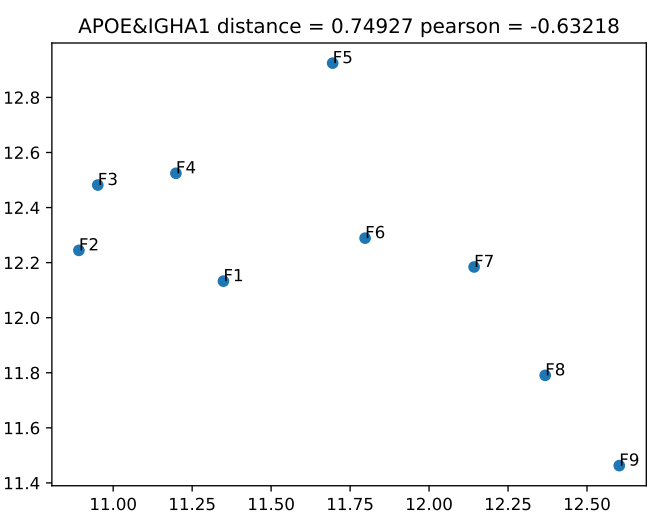 APOE&IGHA1 distance = 0.74927 pearson = -0.63218
F5
12.8
12.6
F4
F3
12.4
F6
F2
12.2
F7
F1
12.0
11.8
F8
11.6
F9
11.4
11.00 11.25 11.50 11.75 12.00 12.25 12.50